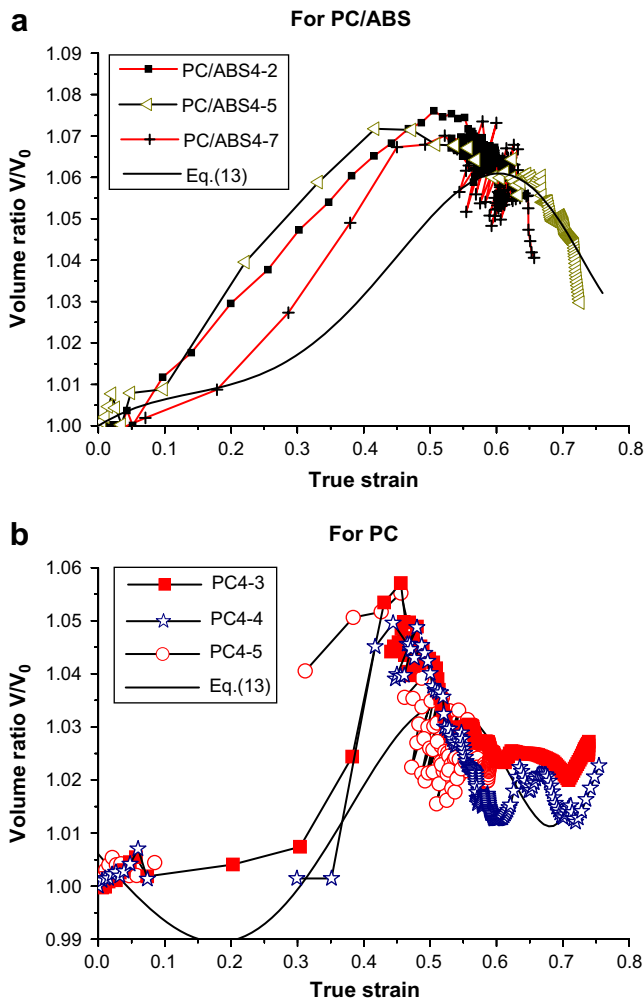 a
For PC/ABS
1.09
1.08
1.07
1.06
1.05
1.04
1.03
1.02
1.01
1.00
Volume ratio V/V0
PC/ABS4-2
PC/ABS4-5
PC/ABS4-7
Eq.(13)
0.0 0.1 0.2 0.3 0.4 0.5 0.6 0.7 0.8
True strain
b
For PC
1.06
1.05
1.04
1.03
1.02
1.01
1.00
0.99
Volume ratio V/V0
PC4-3
PC4-4
PC4-5
Eq.(13)
0.0 0.1 0.2 0.3 0.4 0.5 0.6 0.7 0.8
True strain